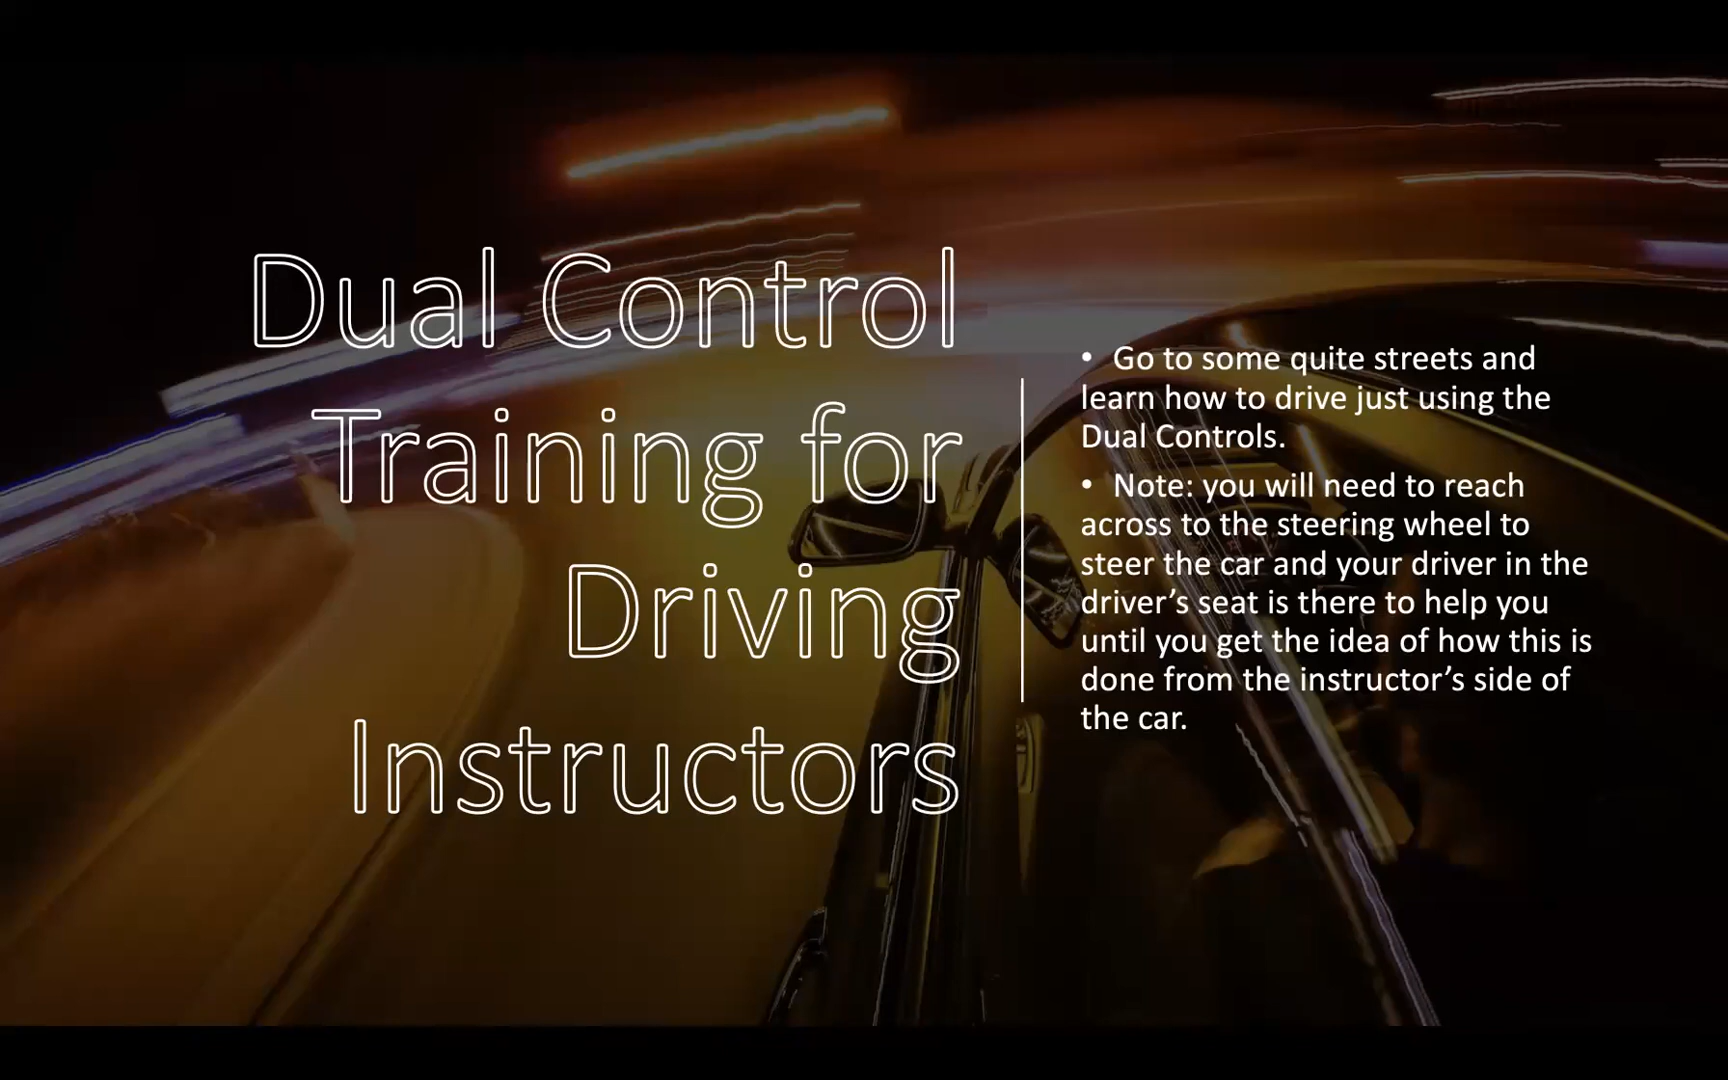 Dual Control
Training for
Driving
Instructors
• Go to some quite streets and
learn how to drive just using the
Dual Controls.
• Note: you will need to reach
across to the steering wheel to
steer the car and your driver in the
driver’s seat is there to help you
until you get the idea of how this is
done from the instructor’s side of
the car.